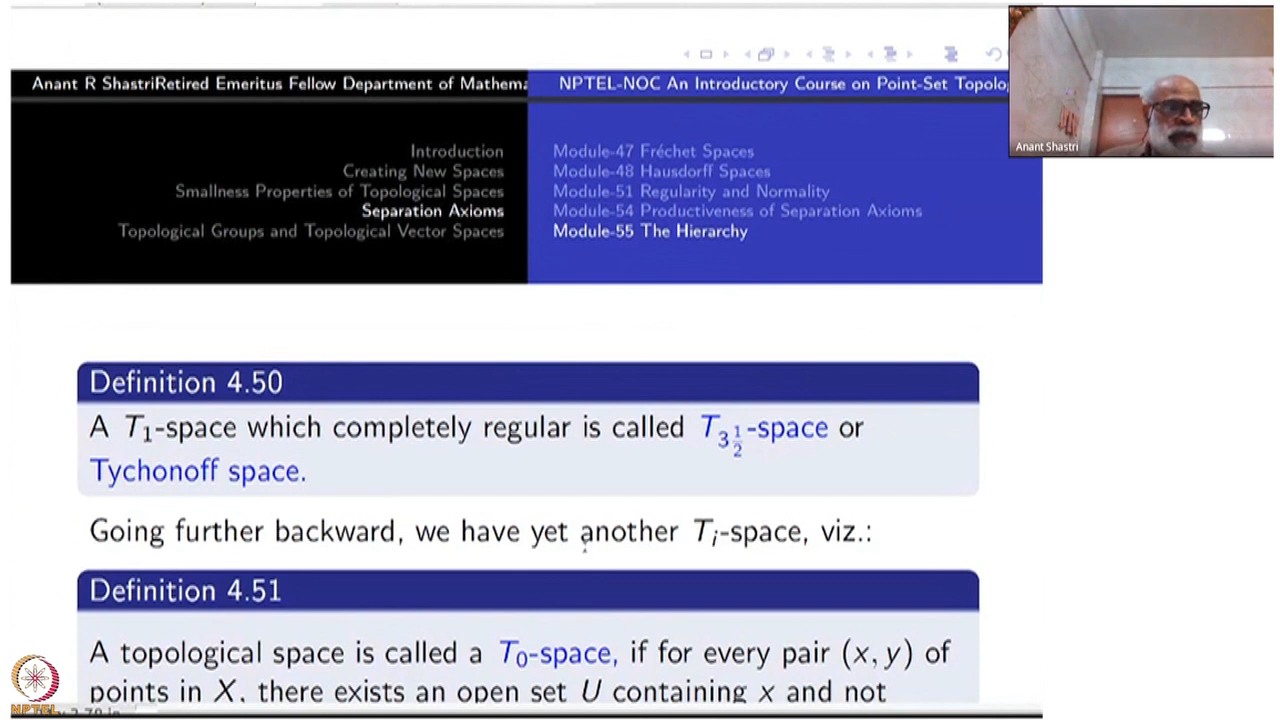 Anant R ShastriRetired Emeritus Fellow Department of Mathema
NPTEL-NOC An Introductory Course on Point-Set Topolo
Introduction
Creating New Spaces
Smallness Properties of Topological Spaces
Separation Axioms
Topological Groups and Topological Vector Spaces
Module-47 Fréchet Spaces
Module-48 Hausdorff Spaces
Module-51 Regularity and Normality
Module-54 Productiveness of Separation Axioms
Module-55 The Hierarchy
Anant Shastri
Definition 4.50
A T₁-space which completely regular is called T₃½-space or
Tychonoff space.
Going further backward, we have yet another Tᵢ-space, viz.:
Definition 4.51
A topological space is called a T₀-space, if for every pair (x, y) of
points in X, there exists an open set U containing x and not
NPTEL